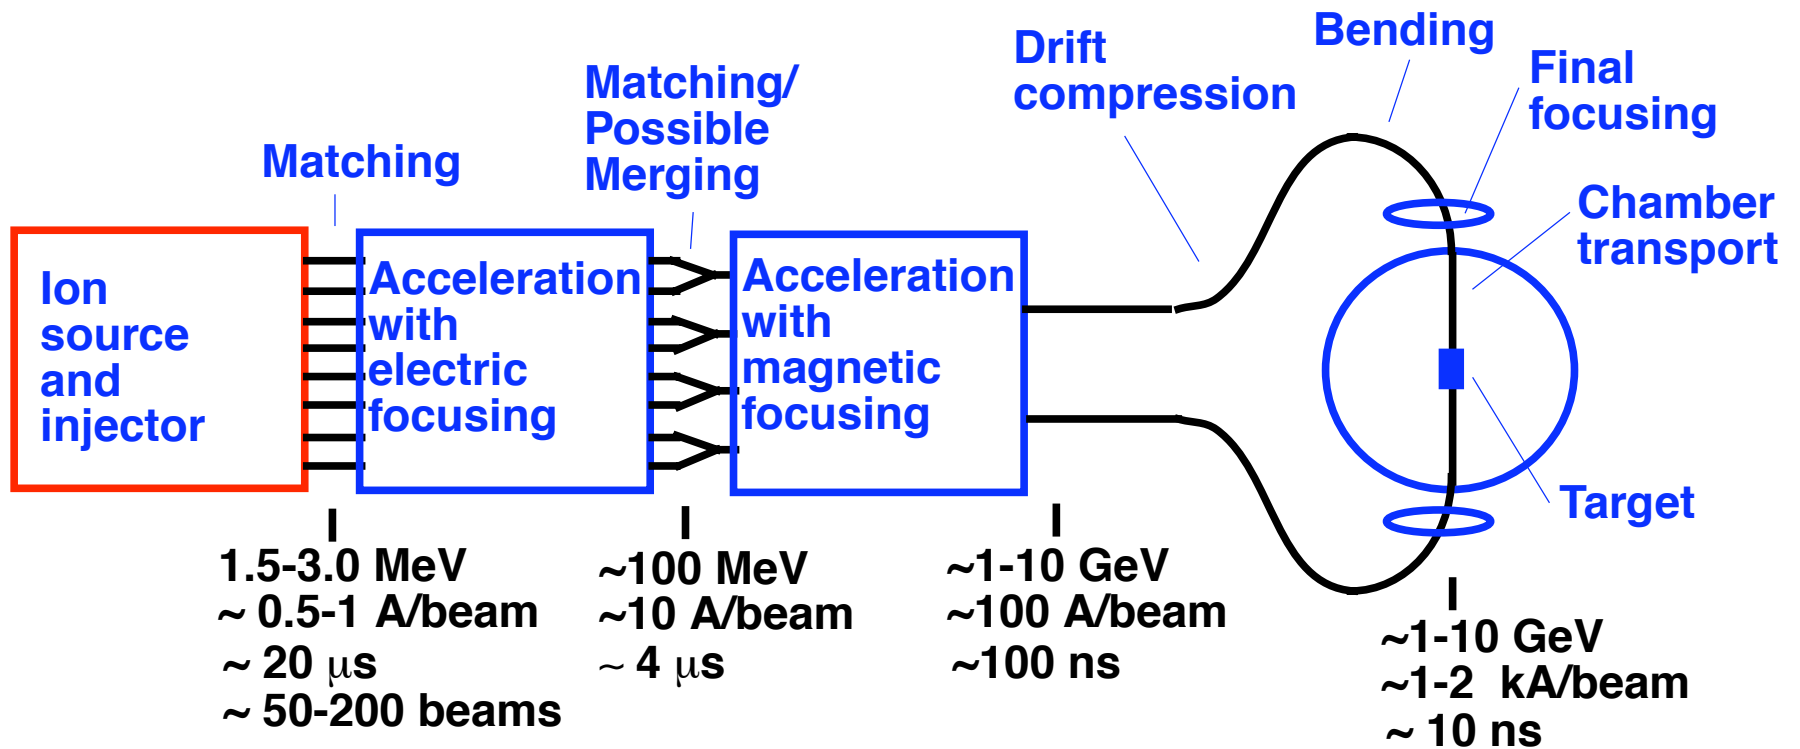 Bending
Drift
compression
Final
focusing
Matching/
Possible
Merging
Matching
Chamber
transport
Ion
source
and
injector
Acceleration
with
electric
focusing
Acceleration
with
magnetic
focusing
Target
1.5-3.0 MeV
~ 0.5-1 A/beam
~ 20 μs
~ 50-200 beams
~100 MeV
~10 A/beam
~ 4 μs
~1-10 GeV
~100 A/beam
~100 ns
~1-10 GeV
~1-2 kA/beam
~ 10 ns